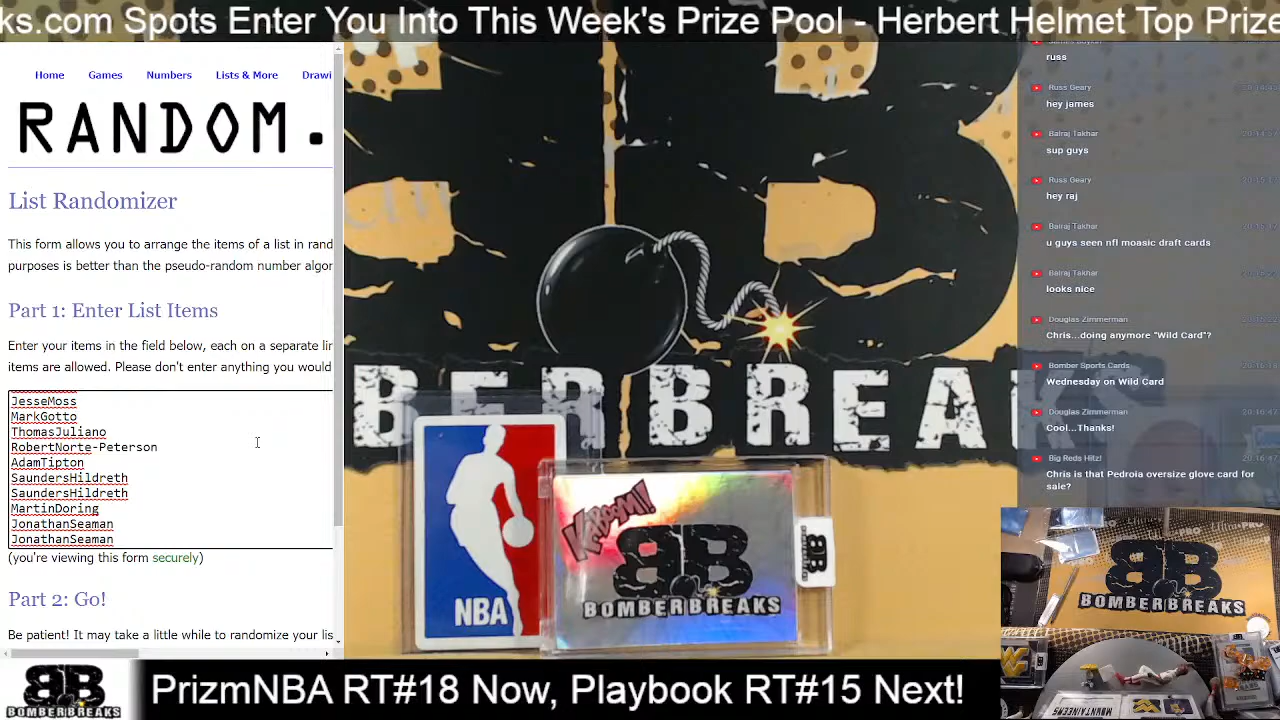 ks.com Spots Enter You Into This Week's Prize Pool - Herbert Helmet Top Prize
Home Games Numbers Lists & More Drawi
RANDOM.
List Randomizer
This form allows you to arrange the items of a list in rand
purposes is better than the pseudo-random number algor
Part 1: Enter List Items
Enter your items in the field below, each on a separate lin
items are allowed. Please don't enter anything you would
JesseMoss
MarkGotto
ThomasJuliano
RobertNorte-Peterson
AdamTipton
SaundersHildreth
SaundersHildreth
MartinDoring
JonathanSeaman
JonathanSeaman
(you're viewing this form securely)
Part 2: Go!
Be patient! It may take a little while to randomize your lis
BB
BER BREA
NBA
KABOOM!
BB
BOMBERBREAKS
russ
Russ Geary
hey james
Balraj Takhar
sup guys
Russ Geary
hey raj
Balraj Takhar
u guys seen nfl moasic draft cards
Balraj Takhar
looks nice
Douglas Zimmerman
Chris...doing anymore "Wild Card"?
Bomber Sports Cards
Wednesday on Wild Card
Douglas Zimmerman
Cool...Thanks!
Big Reds Hitz!
Chris is that Pedroia oversize glove card for
sale?
BB
BOMBERBREAKS
MOUNTAINEERS
BB
BOMBERBREAKS
PrizmNBA RT#18 Now, Playbook RT#15 Next!